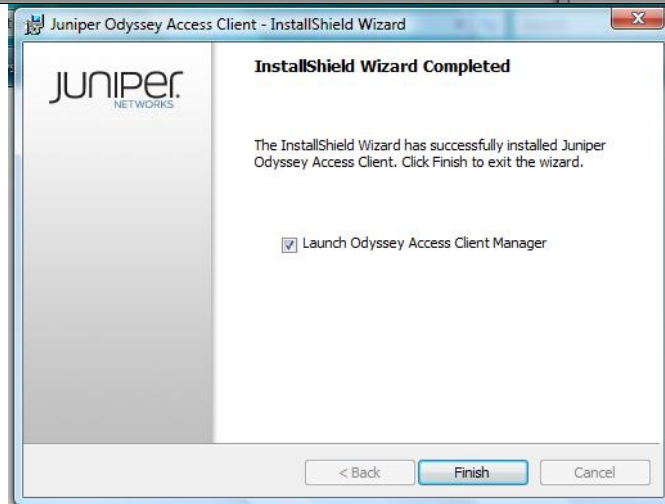 Juniper Odyssey Access Client - InstallShield Wizard
JUNIPER
NETWORKS
InstallShield Wizard Completed
The InstallShield Wizard has successfully installed Juniper
Odyssey Access Client. Click Finish to exit the wizard.
Launch Odyssey Access Client Manager
< Back
Finish
Cancel